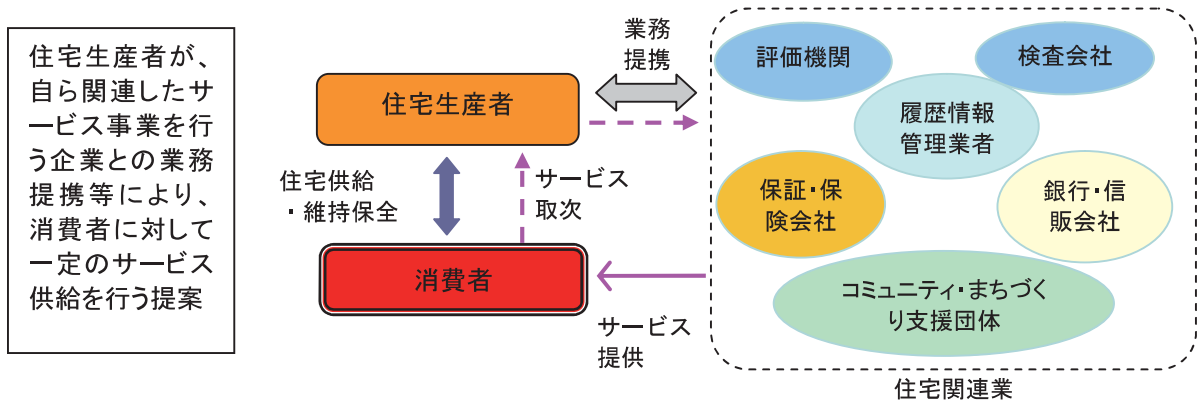 住宅生産者が、
自ら関連したサ
ービス事業を行
う企業との業務
提携等により、
消費者に対して
一定のサービス
供給を行う提案
住宅生産者
業務
提携
住宅供給
・維持保全
サービス
取次
消費者
サービス
提供
評価機関
検査会社
履歴情報
管理業者
保証・保
険会社
銀行・信
販会社
コミュニティ・まちづく
り支援団体
住宅関連業